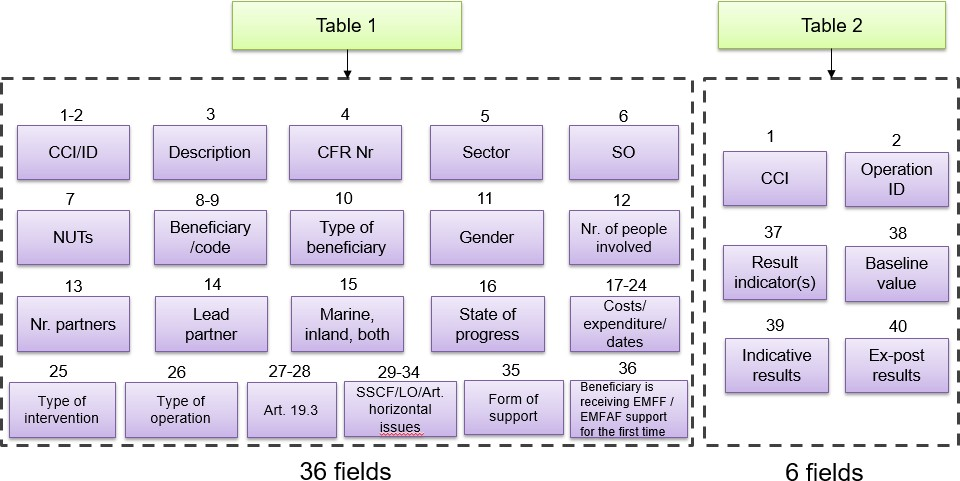 Table 1
Table 2
1-2
3
4
5
6
CCI/ID
Description
CFR Nr
Sector
SO
7
8-9
10
11
12
NUTs
Beneficiary
/code
Type of
beneficiary
Gender
Nr. of people
involved
13
14
15
16
17-24
Nr. partners
Lead
partner
Marine,
inland, both
State of
progress
Costs/
expenditure/
dates
25
26
27-28
29-34
35
36
Type of
intervention
Type of
operation
Art. 19.3
SSCF/LO/Art.
horizontal
issues
Form of
support
Beneficiary is
receiving EMFF /
EMFAF support
for the first time
36 fields
1
2
CCI
Operation
ID
37
38
Result
indicator(s)
Baseline
value
39
40
Indicative
results
Ex-post
results
6 fields